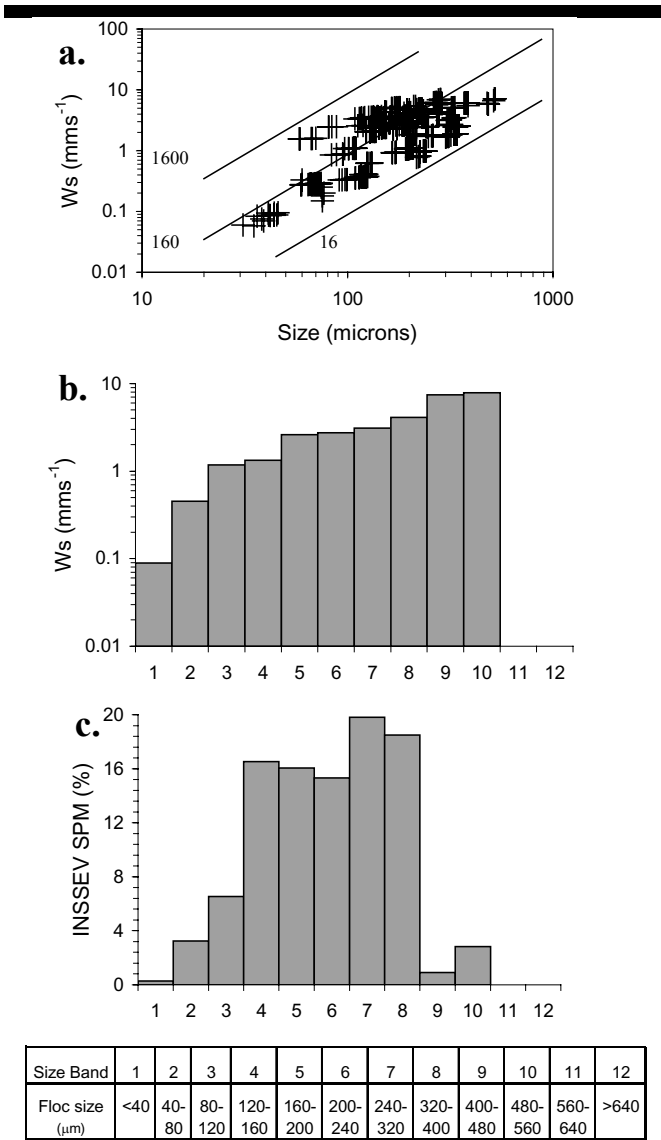 a.
100
10
1
0.1
0.01
Ws (mms-1)
1600
160
16
10 100 1000
Size (microns)
b.
10
1
0.1
0.01
Ws (mms-1)
1 2 3 4 5 6 7 8 9 10 11 12
c.
20
16
12
8
4
0
INSSEV SPM (%)
1 2 3 4 5 6 7 8 9 10 11 12
Size Band 1 2 3 4 5 6 7 8 9 10 11 12
Floc size <40 40- 80- 120- 160- 200- 240- 320- 400- 480- 560- >640
(μm) 80 120 160 200 240 320 400 480 560 640